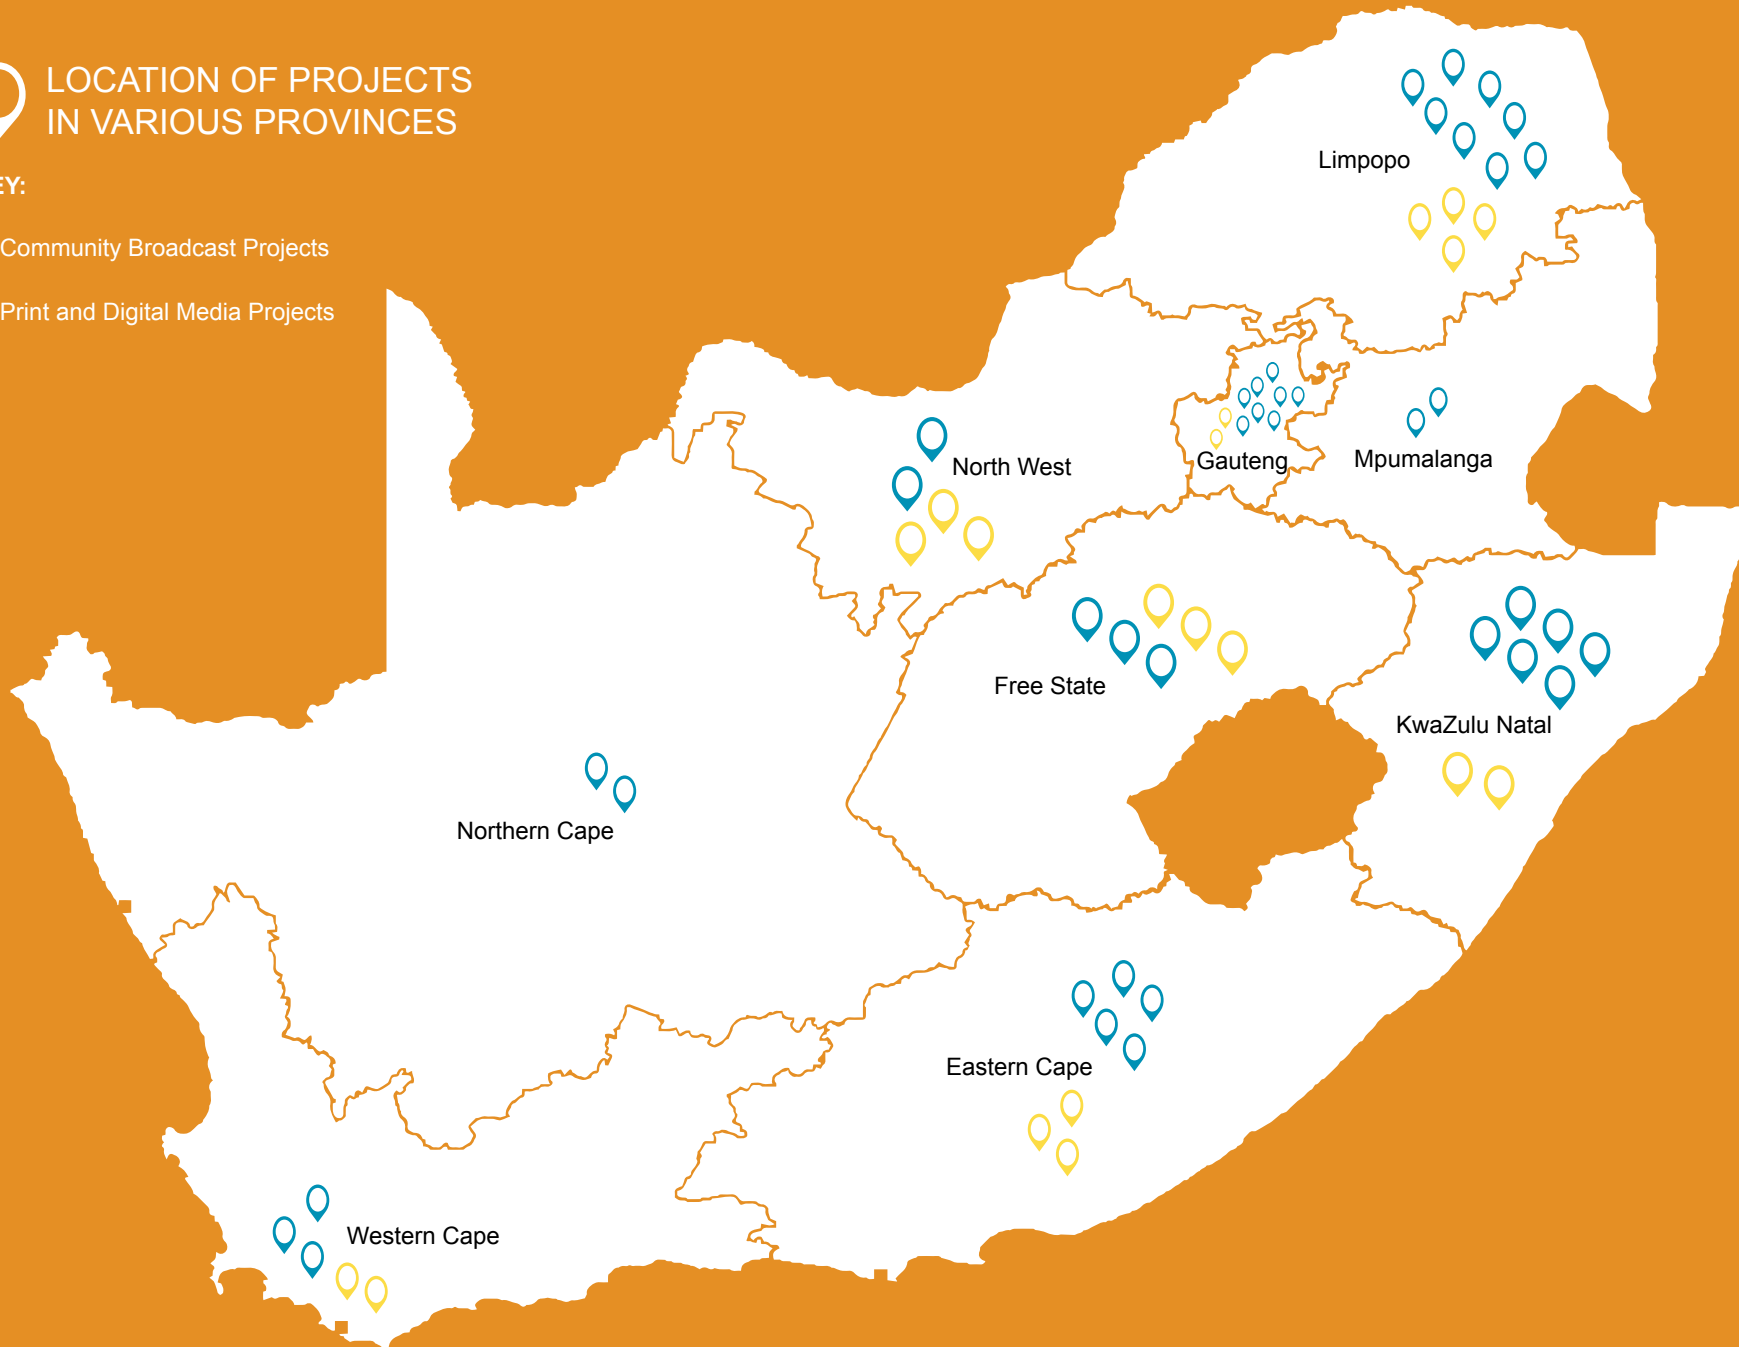 LOCATION OF PROJECTS
IN VARIOUS PROVINCES
EY:
Community Broadcast Projects
Print and Digital Media Projects
Limpopo
North West
Gauteng
Mpumalanga
Free State
KwaZulu Natal
Northern Cape
Eastern Cape
Western Cape